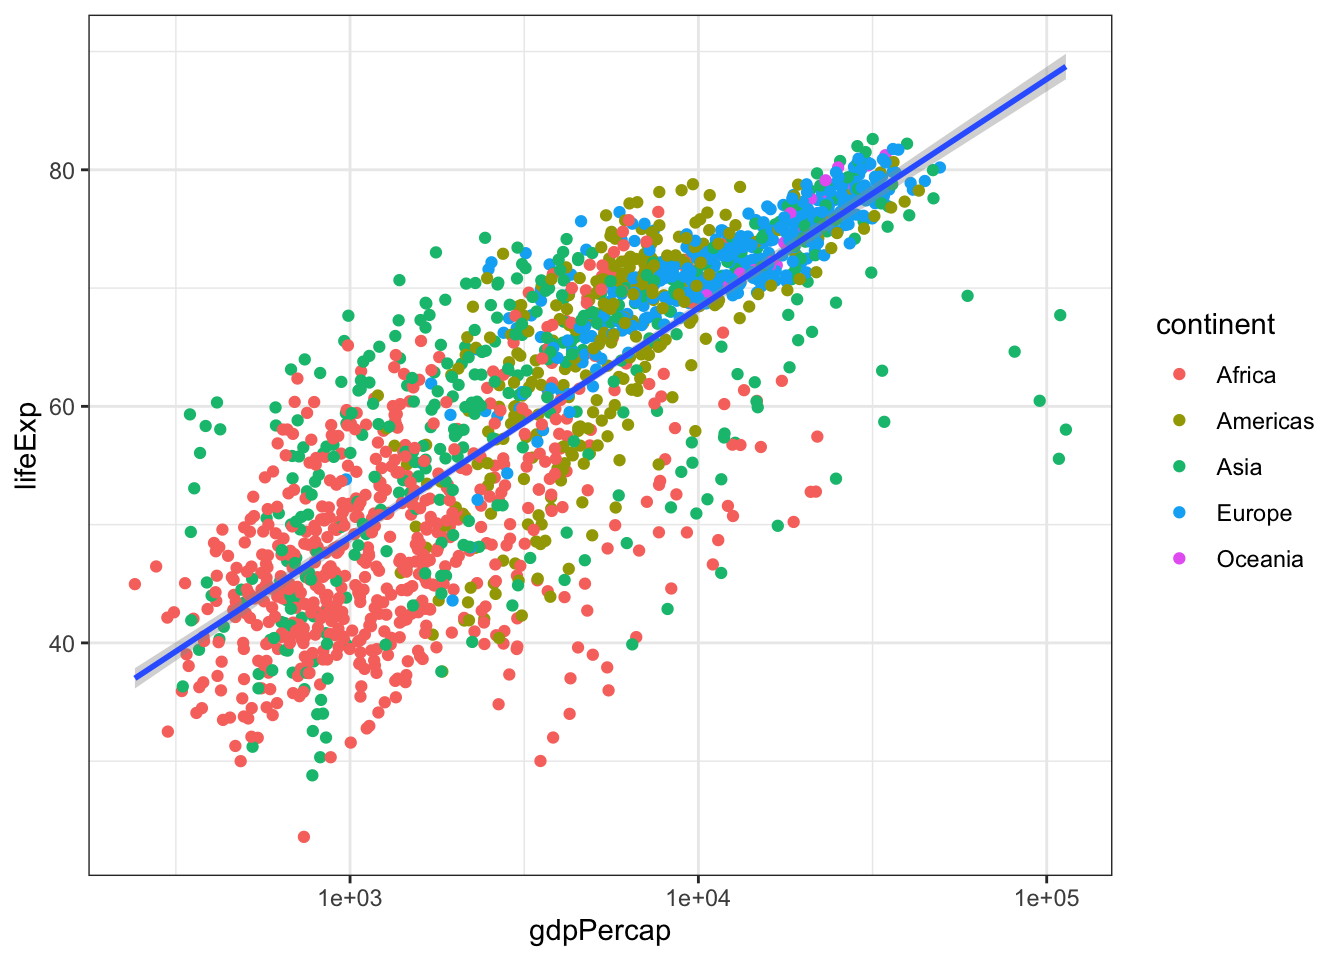 lifeExp
80
60
40
1e+03
1e+04
1e+05
gdpPercap
continent
Africa
Americas
Asia
Europe
Oceania